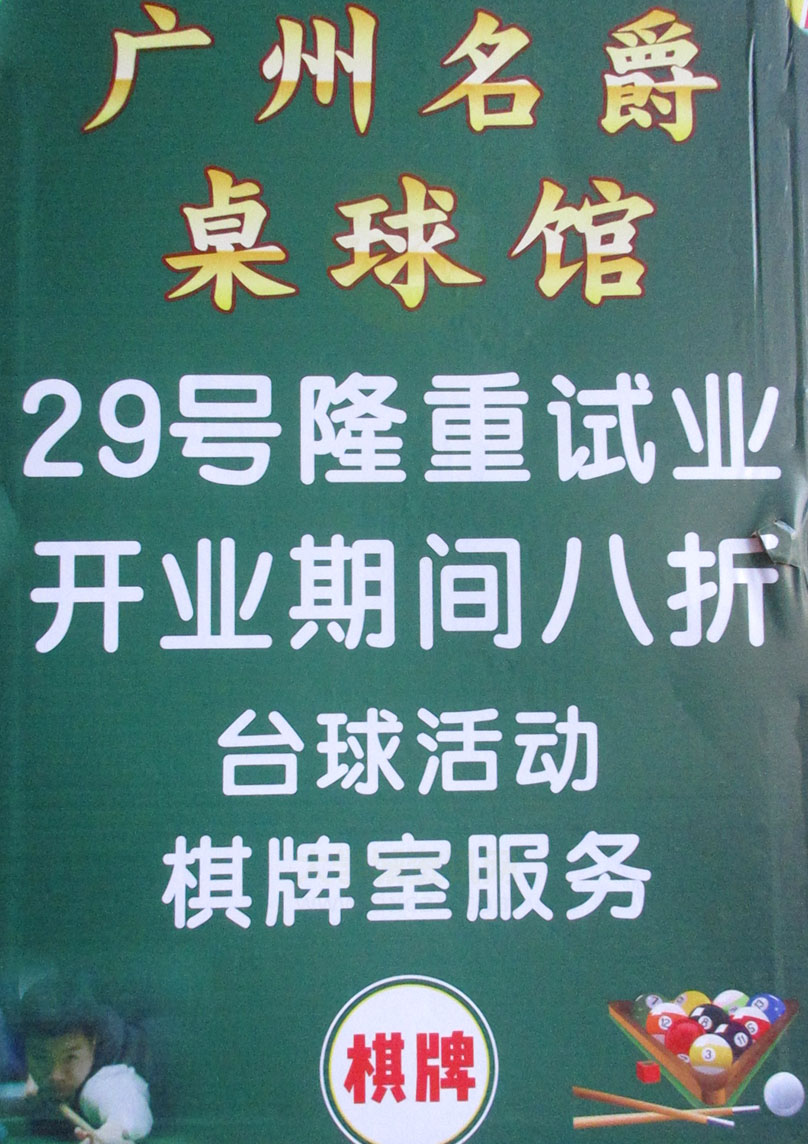 广州名爵
桌球馆
29号隆重试业
开业期间八折
台球活动
棋牌室服务
棋牌